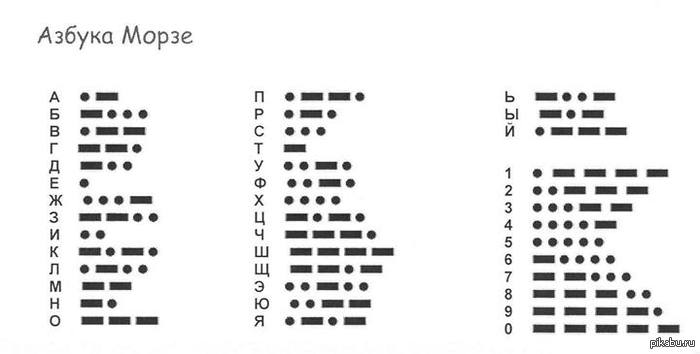 Азбука Морзе
А
Б
В
Г
Д
Е
Ж
З
И
К
Л
М
Н
О
П
Р
С
Т
У
Ф
Х
Ц
Ч
Ш
Щ
Э
Ю
Я
Ь
Ы
Й
1
2
3
4
5
6
7
8
9
0
pikabu.ru